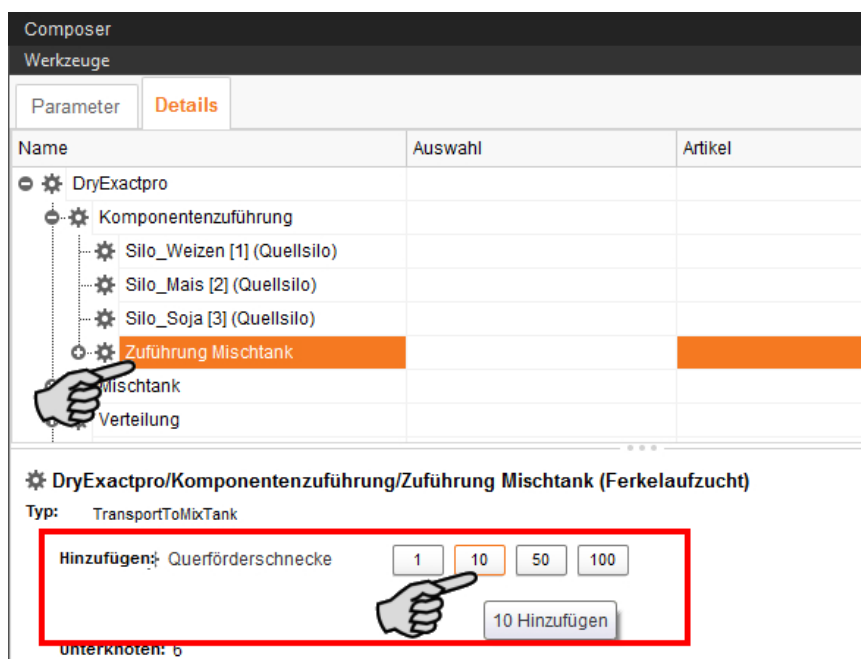 Composer
Werkzeuge
Parameter Details
Name Auswahl Artikel
DryExactpro
Komponentenzuführung
Silo_Weizen [1] (Quellsilo)
Silo_Mais [2] (Quellsilo)
Silo_Soja [3] (Quellsilo)
Zuführung Mischtank
Mischtank
Verteilung
DryExactpro/Komponentenzuführung/Zuführung Mischtank (Ferkelaufzucht)
Typ: TransportToMixTank
Hinzufügen: Querförderschnecke 1 10 50 100
10 Hinzufügen
Unterknoten: 6